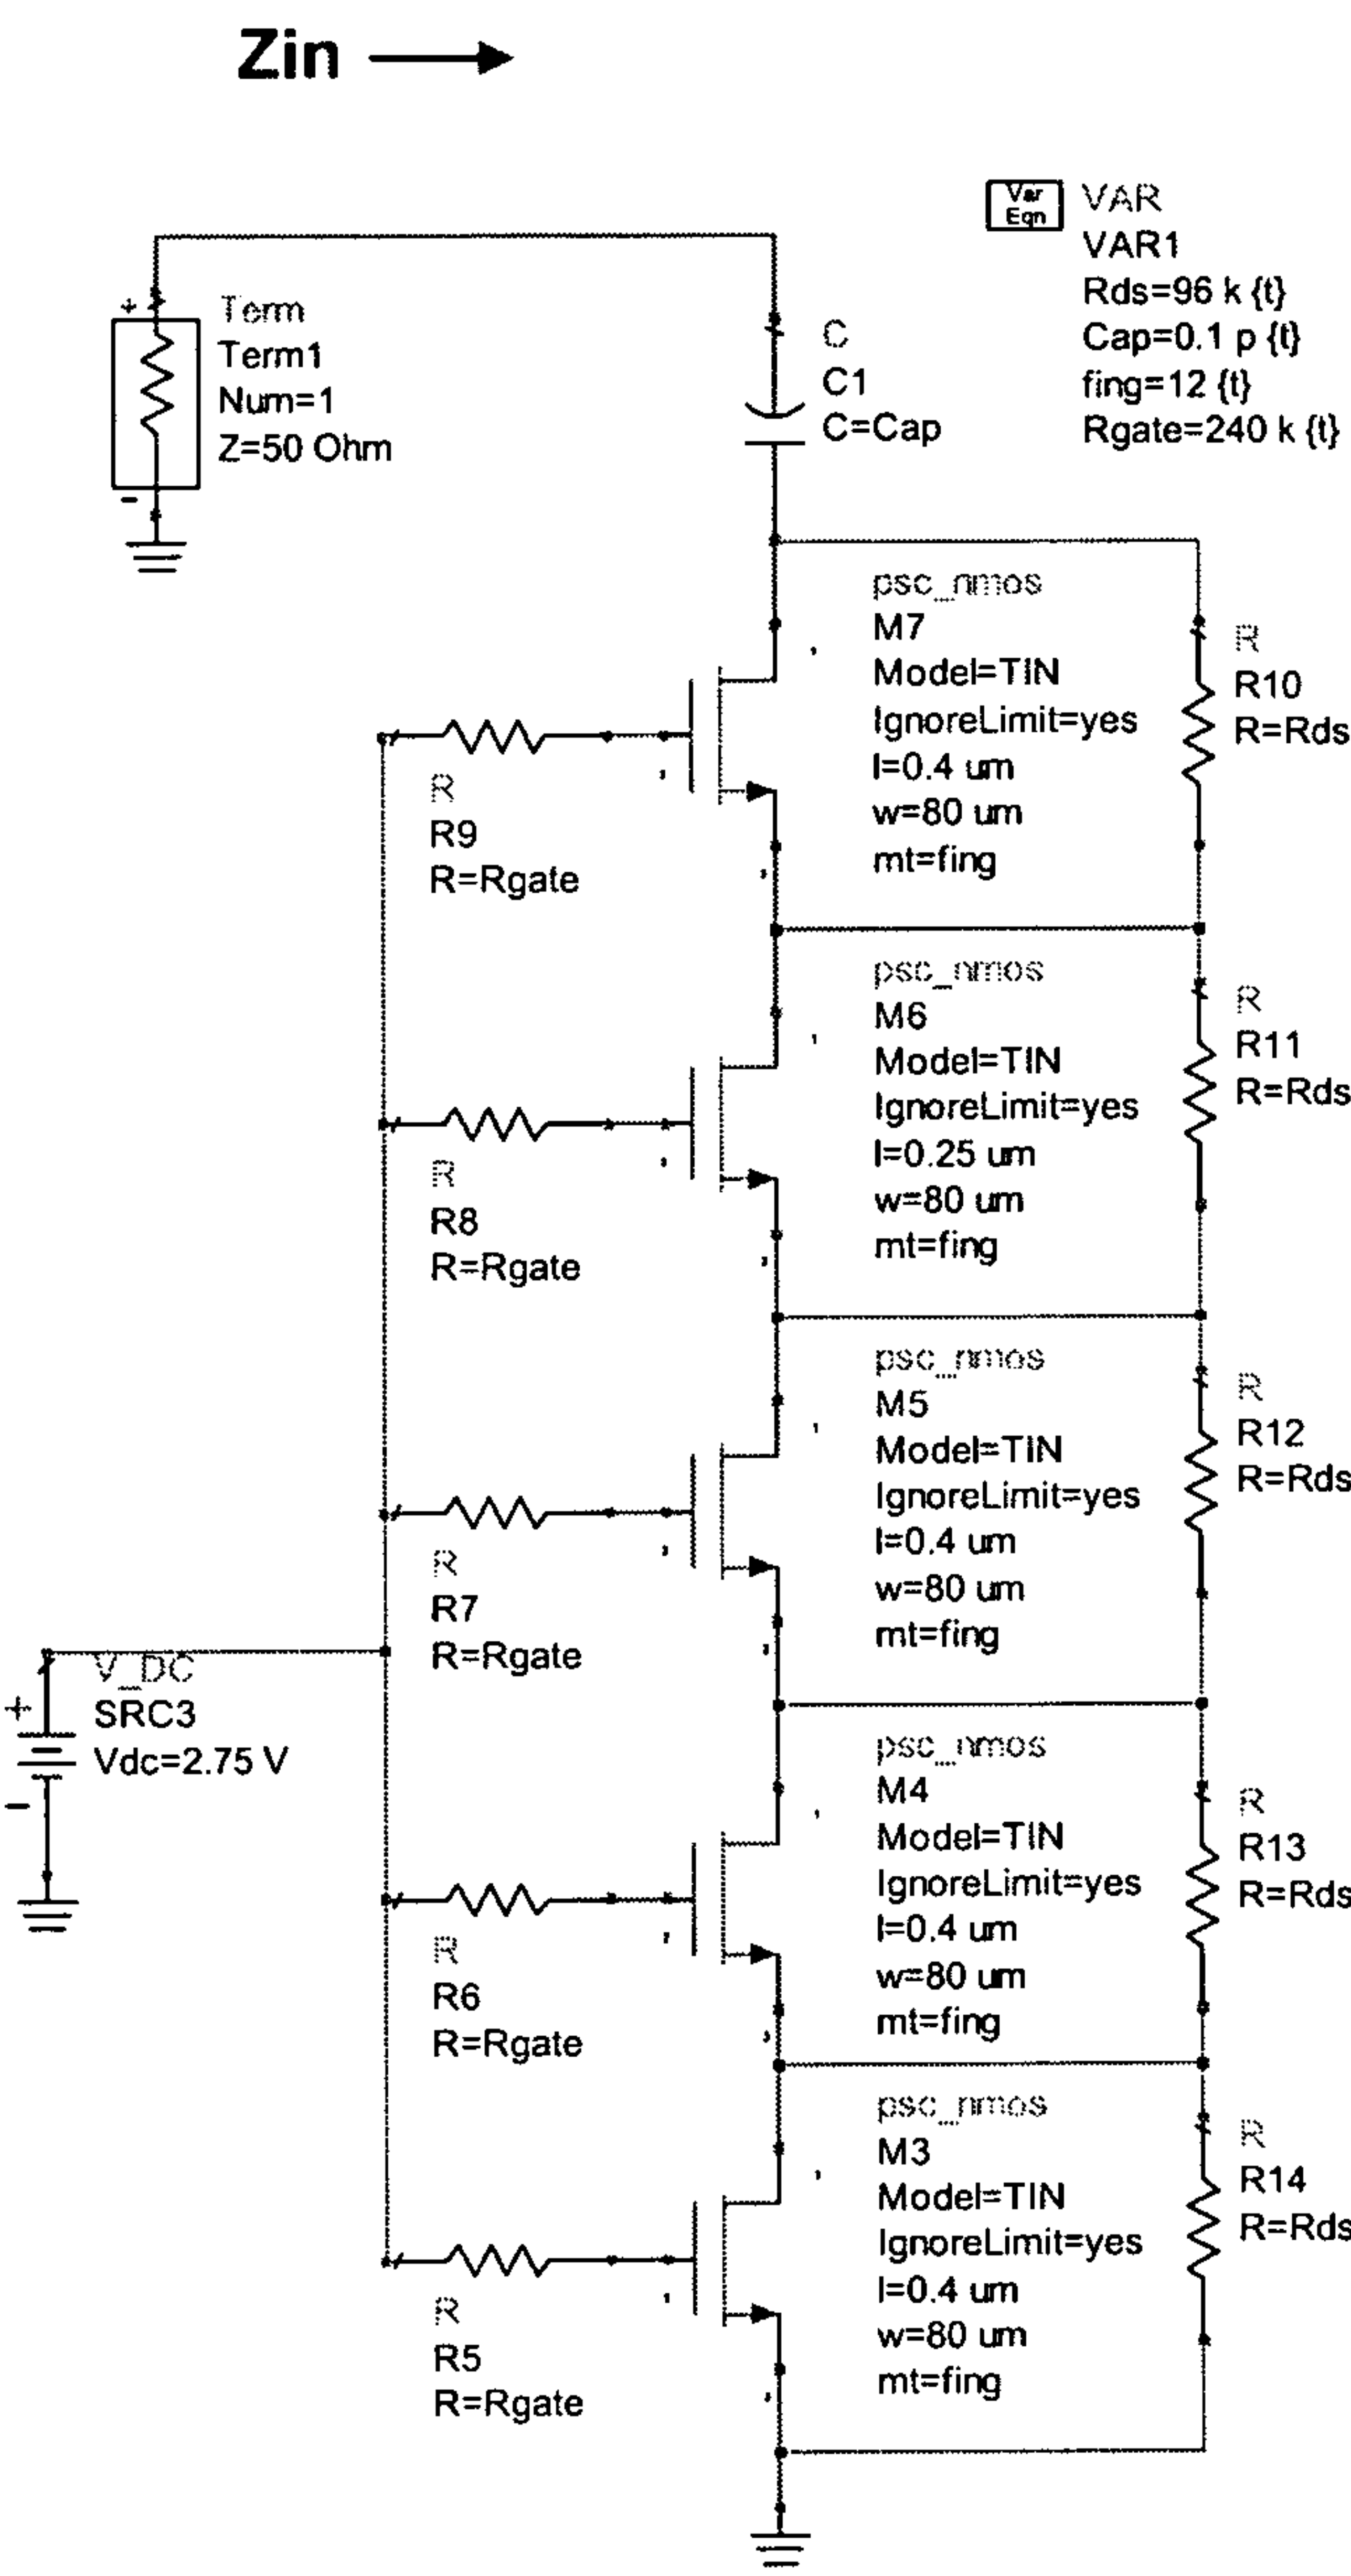 Zin
Var
Eqn
VAR
VAR1
Rds=96 k {t}
Cap=0.1 p {t}
fing=12 {t}
Rgate=240 k {t}
+
Term
Term1
Num=1
Z=50 Ohm
-
C
C1
C=Cap
psc_nmos
M7
Model=TIN
IgnoreLimit=yes
l=0.4 um
w=80 um
mt=fing
R
R10
R=Rds
R
R9
R=Rgate
psc_nmos
M6
Model=TIN
IgnoreLimit=yes
l=0.25 um
w=80 um
mt=fing
R
R11
R=Rds
R
R8
R=Rgate
psc_nmos
M5
Model=TIN
IgnoreLimit=yes
l=0.4 um
w=80 um
mt=fing
R
R12
R=Rds
R
R7
R=Rgate
+
V_DC
SRC3
Vdc=2.75 V
-
psc_nmos
M4
Model=TIN
IgnoreLimit=yes
l=0.4 um
w=80 um
mt=fing
R
R13
R=Rds
R
R6
R=Rgate
psc_nmos
M3
Model=TIN
IgnoreLimit=yes
l=0.4 um
w=80 um
mt=fing
R
R14
R=Rds
R
R5
R=Rgate